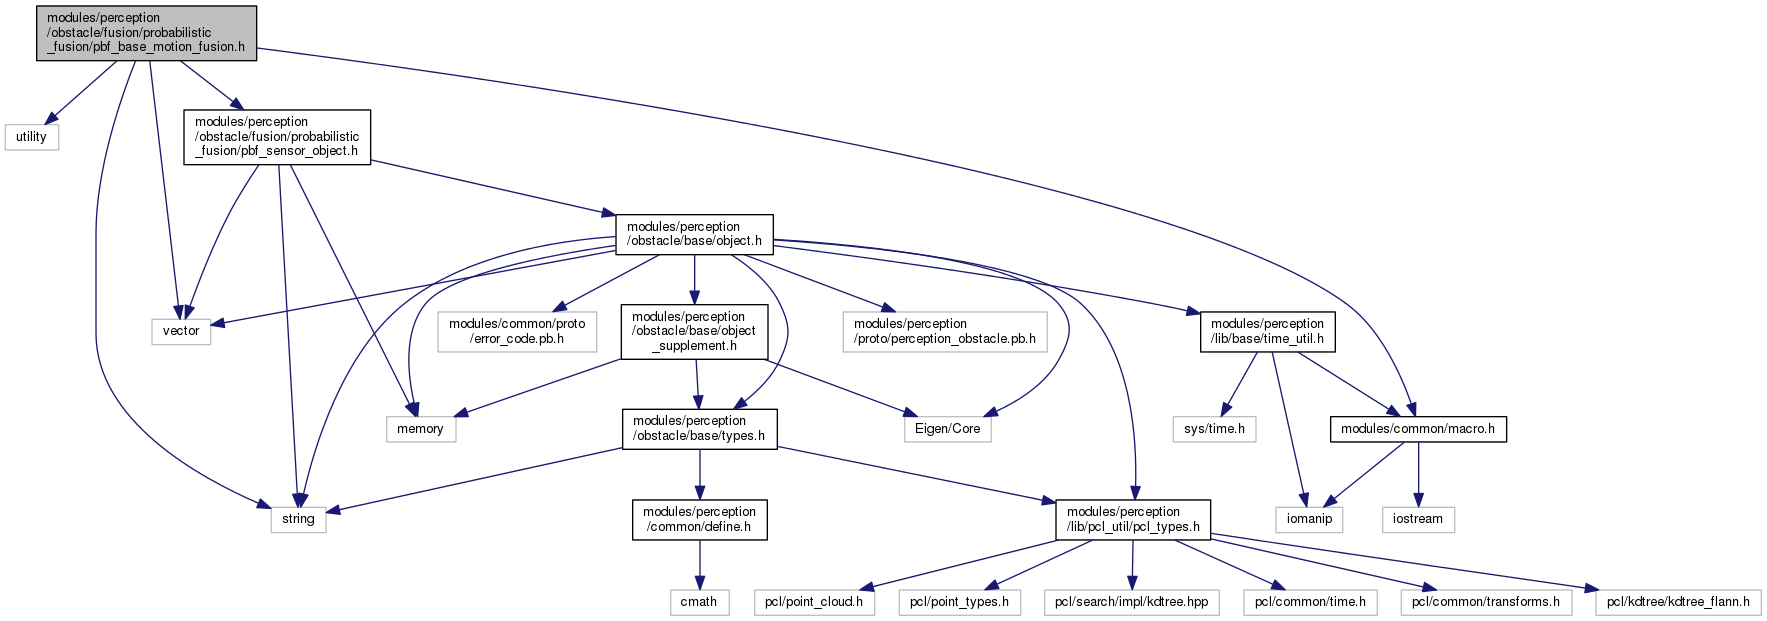 modules/perception
/obstacle/fusion/probabilistic
_fusion/pbf_base_motion_fusion.h
utility
modules/perception
/obstacle/fusion/probabilistic
_fusion/pbf_sensor_object.h
modules/perception
/obstacle/base/object.h
vector
modules/common/proto
/error_code.pb.h
modules/perception
/obstacle/base/object
_supplement.h
modules/perception
/proto/perception_obstacle.pb.h
modules/perception
/lib/base/time_util.h
memory
modules/perception
/obstacle/base/types.h
Eigen/Core
sys/time.h
modules/common/macro.h
string
modules/perception
/common/define.h
modules/perception
/lib/pcl_util/pcl_types.h
iomanip
iostream
cmath
pcl/point_cloud.h
pcl/point_types.h
pcl/search/impl/kdtree.hpp
pcl/common/time.h
pcl/common/transforms.h
pcl/kdtree/kdtree_flann.h